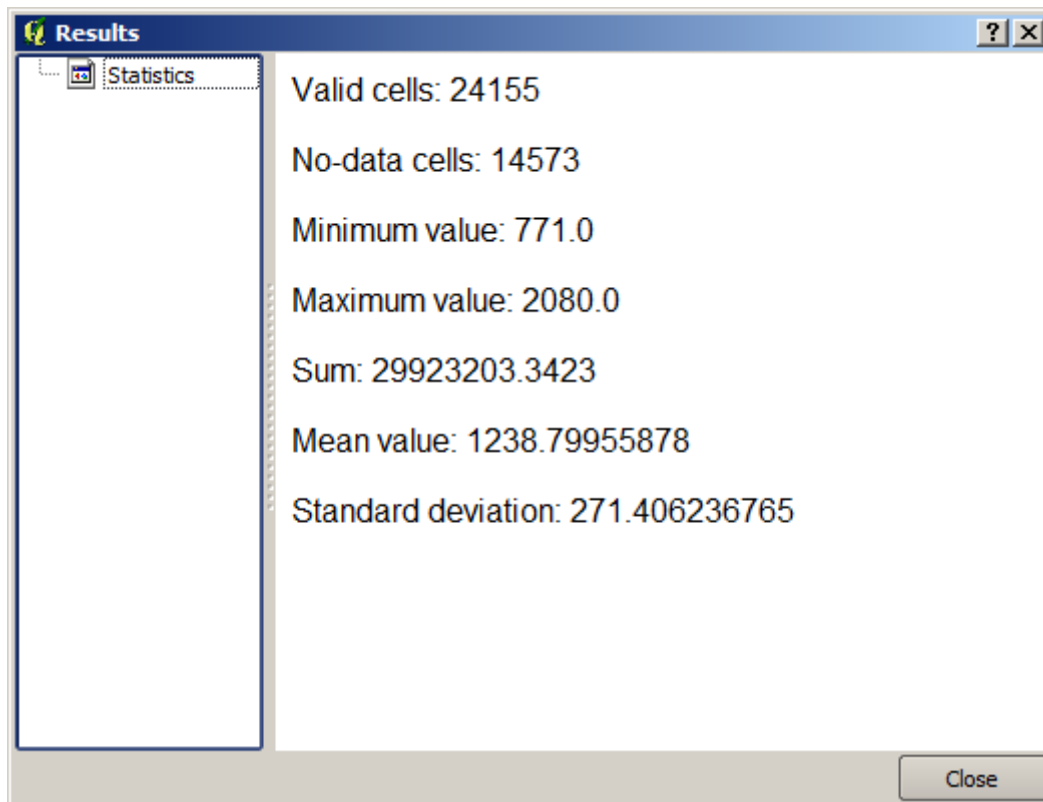 Results
Statistics
Valid cells: 24155
No-data cells: 14573
Minimum value: 771.0
Maximum value: 2080.0
Sum: 29923203.3423
Mean value: 1238.79955878
Standard deviation: 271.406236765
Close